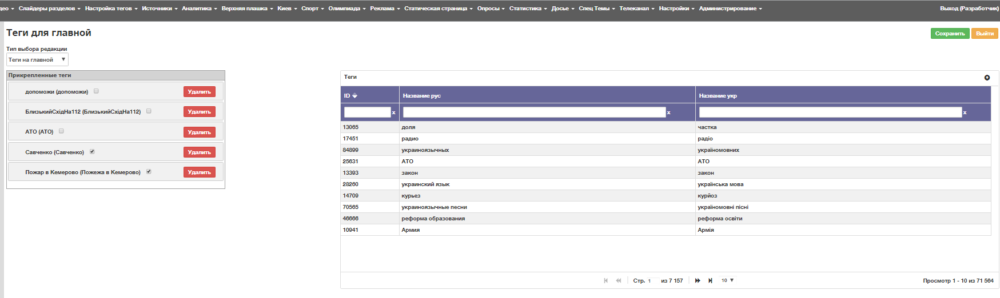 део Слайдеры разделов Настройка тегов Источники Аналитика Верхняя плашка Киев Спорт Олимпиада Реклама Статическая страница Опросы Статистика Досье Спец Темы Телеканал Настройки Администрирование Выход (Разработчик)
Теги для главной Сохранить Выйти
Тип выбора редакции
Теги на главной
Прикрепленные теги
допоможи (допоможи) Удалить
БлизькийСхідНа112 (БлизькийСхідНа112) Удалить
АТО (АТО) Удалить
Савченко (Савченко) Удалить
Пожар в Кемерово (Пожежа в Кемерово) Удалить
Теги
ID Название рус Название укр
x x x
13065 доля частка
17451 радио радіо
84899 украиноязычных україномовних
25631 АТО АТО
13393 закон закон
28260 украинский язык українська мова
14709 курьез курйоз
70565 украиноязычные песни україномовні пісні
46666 реформа образования реформа освіти
10941 Армия Армія
Стр. 1 из 7 157 10 Просмотр 1 - 10 из 71 564